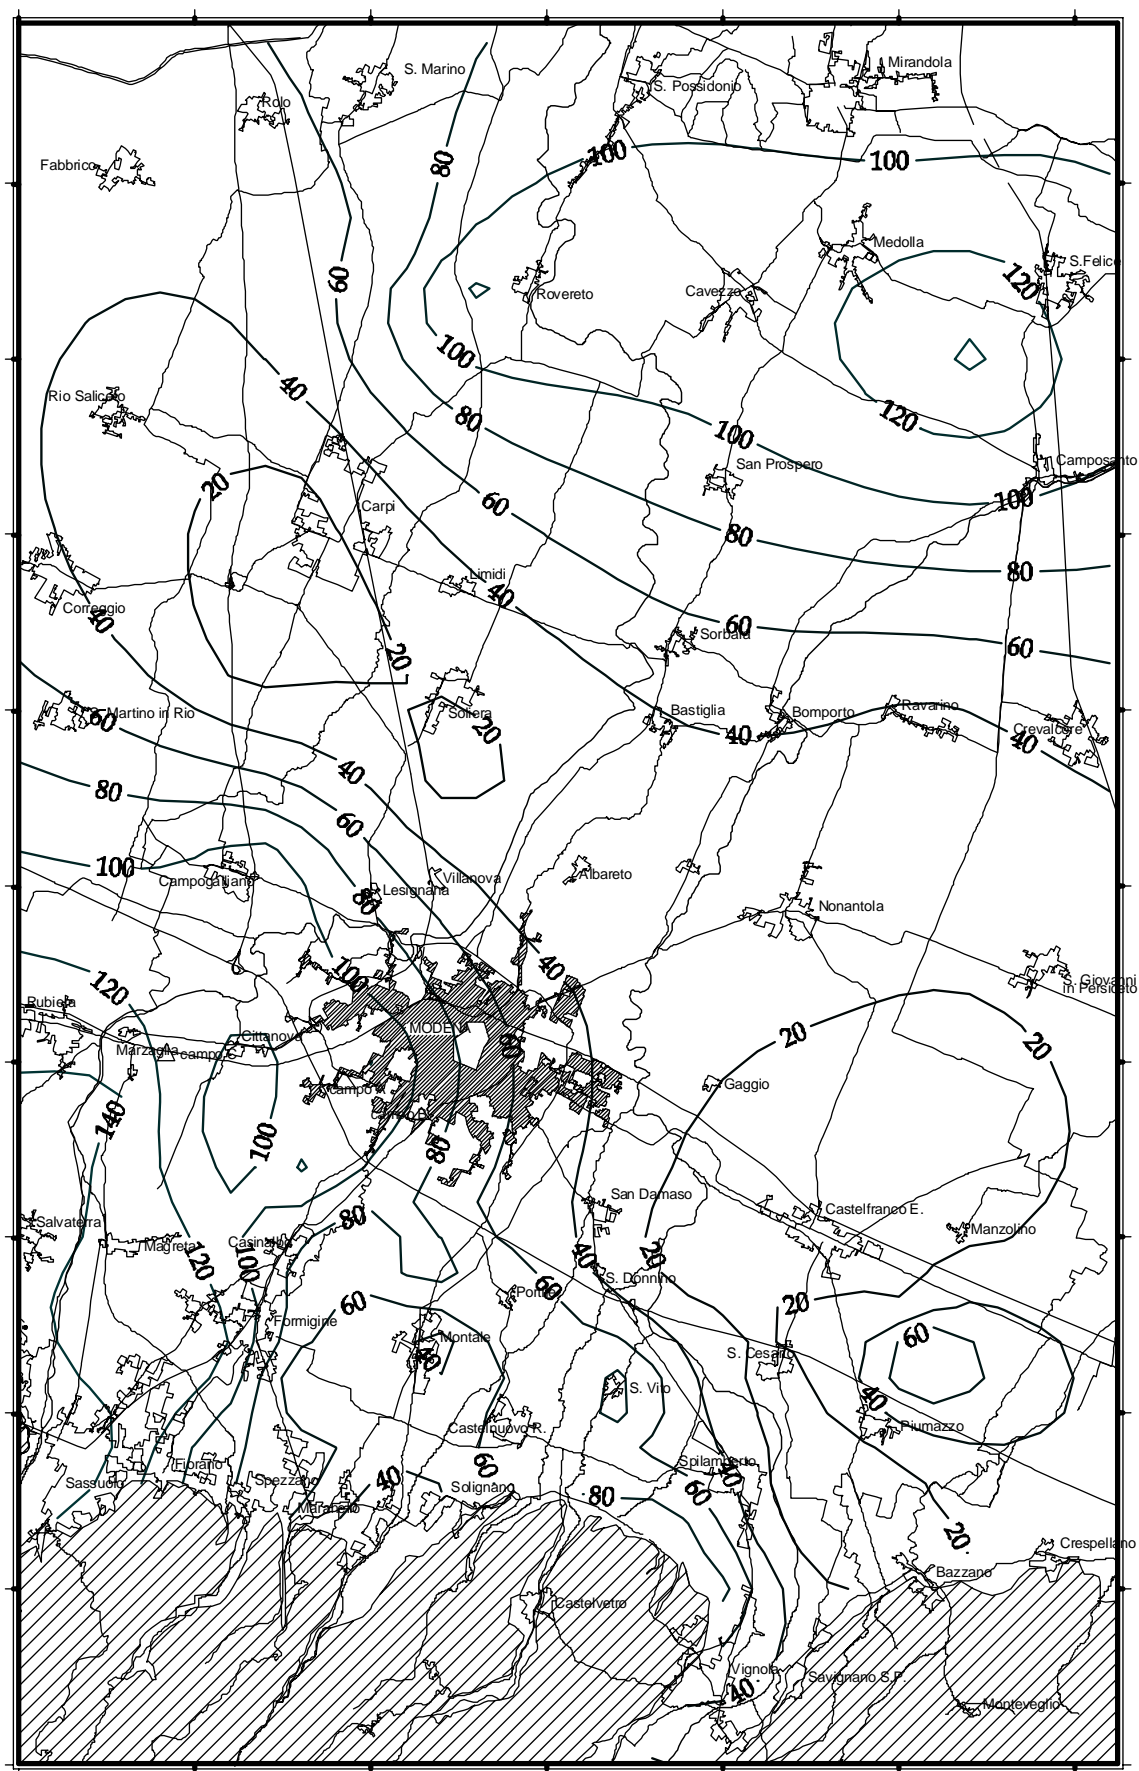 S. Marino
Mirandola
S. Possidonio
Rolo
Fabbrico
80
100
100
Medolla
S.Felice
120
60
Rovereto
Cavezzo
100
40
Rio Saliceto
80
120
100
San Prospero
Camposanto
20
Carpi
60
100
80
Limidi
80
40
Correggio
40
60
Sorbara
60
20
S. Martino in Rio
60
Soliera
20
Bastiglia
Bomporto
Ravarino
40
Crevalcore
40
40
80
60
100
Campogalliano
Lesignana
Villanova
Albareto
80
Nonantola
40
100
S. Giovanni
in Persiceto
120
Rubiera
MODENA
20
20
Cittanova
60
Marzaglia
campo C.
campo A
Gaggio
140
100
80
San Damaso
Castelfranco E.
80
Salvaterra
Magreta
Casinalbo
Manzolino
120
100
40
20
S. Donnino
60
Portile
60
20
Formigine
Montale
40
60
S. Cesario
S. Vito
40
Castelnuovo R.
Piumazzo
Fiorano
60
Spilamberto
40
Sassuolo
Spezzano
40
Solignano
80
60
Maranello
20
Crespellano
Bazzano
Castelvetro
Vignola
Savignano S.P.
40
Monteveglio